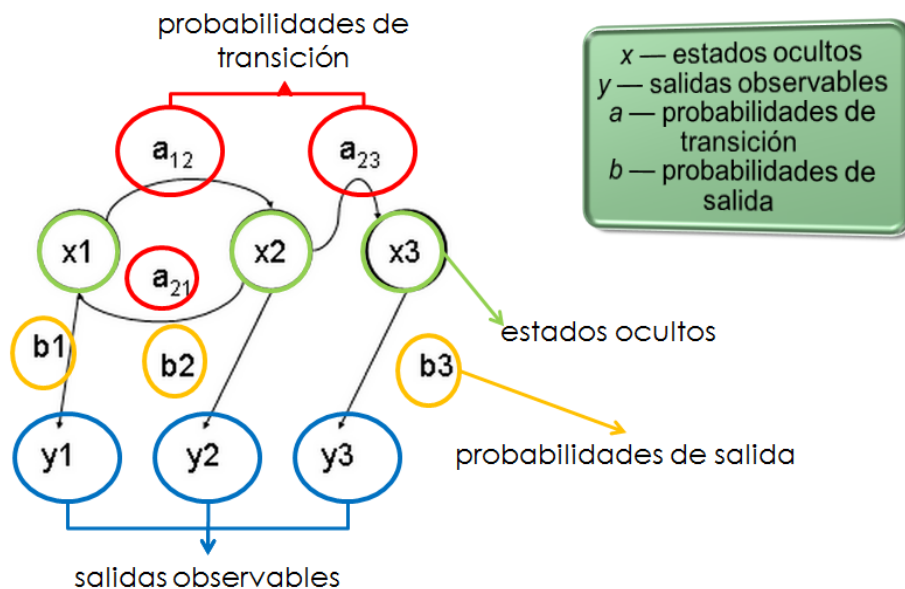 probabilidades de
transición
x — estados ocultos
y — salidas observables
a — probabilidades de
transición
b — probabilidades de
salida
a12
a23
x1
x2
x3
a21
estados ocultos
b1
b2
b3
probabilidades de salida
y1
y2
y3
salidas observables